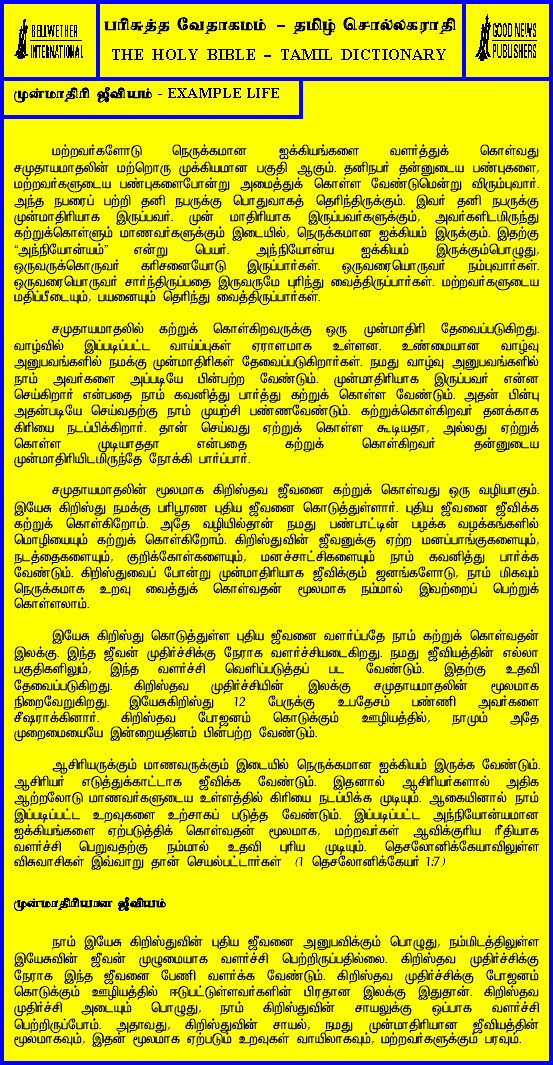 BELLWETHER
INTERNATIONAL
பரிசுத்த வேதாகமம் – தமிழ் சொல்லகராதி
THE HOLY BIBLE – TAMIL DICTIONARY
GOOD NEWS
PUBLISHERS
முன்மாதிரி ஜீவியம் - EXAMPLE LIFE
மற்றவர்களோடு நெருக்கமான ஐக்கியங்களை வளர்த்துக் கொள்வது
சமுதாயமாதலின் மற்றொரு முக்கியமான பகுதி ஆகும். தனிநபர் தன்னுடைய பண்புகளை,
மற்றவர்களுடைய பண்புகளைபோன்று அமைத்துக் கொள்ள வேண்டுமென்று விரும்புவார்.
அந்த நபரைப் பற்றி தனி நபருக்கு பொதுவாகத் தெரிந்திருக்கும். இவர் தனி நபருக்கு
முன்மாதிரியாக இருப்பவர். முன் மாதிரியாக இருப்பவர்களுக்கும், அவர்களிடமிருந்து
கற்றுக்கொள்ளும் மாணவர்களுக்கும் இடையில், நெருக்கமான ஐக்கியம் இருக்கும். இதற்கு
“அந்நியோன்யம்” என்று பெயர். அந்நியோன்ய ஐக்கியம் இருக்கும்பொழுது,
ஒருவருக்கொருவர் கரிசனையோடு இருப்பார்கள். ஒருவரையொருவர் நம்புவார்கள்.
ஒருவரையொருவர் சார்ந்திருப்பதை இருவருமே புரிந்து வைத்திருப்பார்கள். மற்றவர்களுடைய
மதிப்பீடையும், பயனையும் தெரிந்து வைத்திருப்பார்கள்.
சமுதாயமாதலில் கற்றுக் கொள்கிறவருக்கு ஒரு முன்மாதிரி தேவைப்படுகிறது.
வாழ்வில் இப்படிப்பட்ட வாய்ப்புகள் ஏராளமாக உள்ளன. உண்மையான வாழ்வு
அனுபவங்களில் நமக்கு முன்மாதிரிகள் தேவைப்படுகிறார்கள். நமது வாழ்வு அனுபவங்களில்
நாம் அவர்களை அப்படியே பின்பற்ற வேண்டும். முன்மாதிரியாக இருப்பவர் என்ன
செய்கிறார் என்பதை நாம் கவனித்து பார்த்து கற்றுக் கொள்ள வேண்டும். அதன் பின்பு
அதன்படியே செய்வதற்கு நாம் முயற்சி பண்ணவேண்டும். கற்றுக்கொள்கிறவர் தனக்காக
கிரியை நடப்பிக்கிறார். தான் செய்வது ஏற்றுக் கொள்ள கூடியதா, அல்லது ஏற்றுக்
கொள்ள முடியாததா என்பதை கற்றுக் கொள்கிறவர் தன்னுடைய
முன்மாதிரியிடமிருந்தே நோக்கி பார்ப்பார்.
சமுதாயமாதலின் மூலமாக கிறிஸ்தவ ஜீவனை கற்றுக் கொள்வது ஒரு வழியாகும்.
இயேசு கிறிஸ்து நமக்கு பரிபூரண புதிய ஜீவனை கொடுத்துள்ளார். புதிய ஜீவனை ஜீவிக்க
கற்றுக் கொள்கிறோம். அதே வழியில்தான் நமது பண்பாட்டின் பழக்க வழக்கங்களில்
மொழியையும் கற்றுக் கொள்கிறோம். கிறிஸ்துவின் ஜீவனுக்கு ஏற்ற மனப்பாங்குகளையும்,
நடத்தைகளையும், குறிக்கோள்களையும், மனச்சாட்சிகளையும் நாம் கவனித்து பார்க்க
வேண்டும். கிறிஸ்துவைப் போன்று முன்மாதிரியாக ஜீவிக்கும் ஜனங்களோடு, நாம் மிகவும்
நெருக்கமாக உறவு வைத்துக் கொள்வதன் மூலமாக நம்மால் இவற்றைப் பெற்றுக்
கொள்ளலாம்.
இயேசு கிறிஸ்து கொடுத்துள்ள புதிய ஜீவனை வளர்ப்பதே நாம் கற்றுக் கொள்வதன்
இலக்கு. இந்த ஜீவன் முதிர்ச்சிக்கு நேராக வளர்ச்சியடைகிறது. நமது ஜீவியத்தின் எல்லா
பகுதிகளிலும், இந்த வளர்ச்சி வெளிப்படுத்தப் பட வேண்டும். இதற்கு உதவி
தேவைப்படுகிறது. கிறிஸ்தவ முதிர்ச்சியின் இலக்கு சமுதாயமாதலின் மூலமாக
நிறைவேறுகிறது. இயேசுகிறிஸ்து 12 பேருக்கு உபதேசம் பண்ணி அவர்களை
சீஷராக்கினார். கிறிஸ்தவ போஜனம் கொடுக்கும் ஊழியத்தில், நாமும் அதே
முறைமையையே இன்றையதினம் பின்பற்ற வேண்டும்.
ஆசிரியருக்கும் மாணவருக்கும் இடையில் நெருக்கமான ஐக்கியம் இருக்க வேண்டும்.
ஆசிரியர் எடுத்துக்காட்டாக ஜீவிக்க வேண்டும். இதனால் ஆசிரியர்களால் அதிக
ஆற்றலோடு மாணவர்களுடைய உள்ளத்தில் கிரியை நடப்பிக்க முடியும். ஆகையினால் நாம்
இப்படிப்பட்ட உறவுகளை உற்சாகப் படுத்த வேண்டும். இப்படிப்பட்ட அந்நியோன்யமான
ஐக்கியங்களை ஏற்படுத்திக் கொள்வதன் மூலமாக, மற்றவர்கள் ஆவிக்குரிய ரீதியாக
வளர்ச்சி பெறுவதற்கு நம்மால் உதவி புரிய முடியும். தெசலோனிக்கேயாவிலுள்ள
விசுவாசிகள் இவ்வாறு தான் செயல்பட்டார்கள் (1 தெசலோனிக்கேயர் 1:7)
முன்மாதிரியான ஜீவியம்
நாம் இயேசு கிறிஸ்துவின் புதிய ஜீவனை அனுபவிக்கும் பொழுது, நம்மிடத்திலுள்ள
இயேசுவின் ஜீவன் முழுமையாக வளர்ச்சி பெற்றிருப்பதில்லை. கிறிஸ்தவ முதிர்ச்சிக்கு
நேராக இந்த ஜீவனை பேணி வளர்க்க வேண்டும். கிறிஸ்தவ முதிர்ச்சிக்கு போஜனம்
கொடுக்கும் ஊழியத்தில் ஈடுபட்டுள்ளவர்களின் பிரதான இலக்கு இதுதான். கிறிஸ்தவ
முதிர்ச்சி அடையும் பொழுது, நாம் கிறிஸ்துவின் சாயலுக்கு ஒப்பாக வளர்ச்சி
பெற்றிருப்போம். அதாவது, கிறிஸ்துவின் சாயல், நமது முன்மாதிரியான ஜீவியத்தின்
மூலமாகவும், இதன் மூலமாக ஏற்படும் உறவுகள் வாயிலாகவும், மற்றவர்களுக்கும் பரவும்.